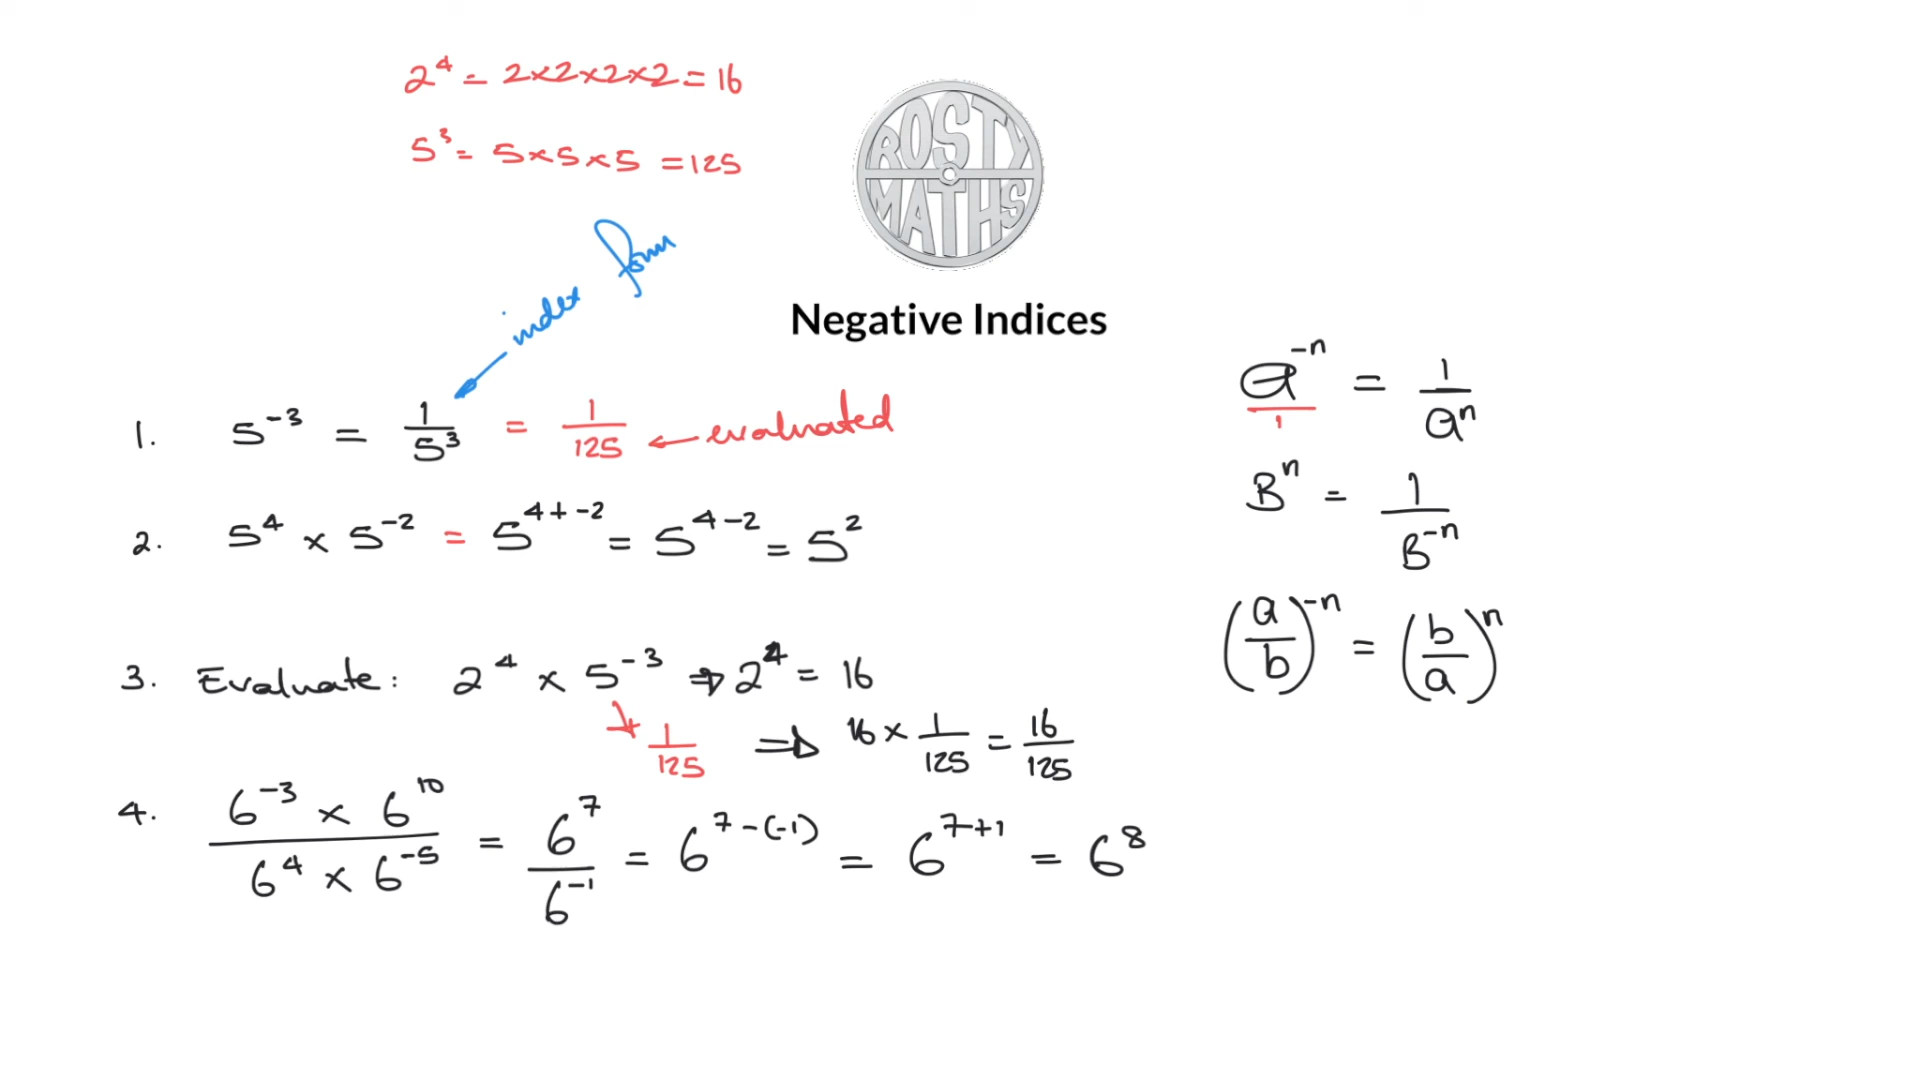 2⁴ = 2×2×2×2 = 16
5³ = 5×5×5 = 125
ROSTY
MATHS
index form
Negative Indices
1. 5⁻³ = 1/5³ = 1/125 ← evaluated
2. 5⁴ × 5⁻² = 5⁴⁺⁻² = 5⁴⁻² = 5²
3. Evaluate: 2⁴ × 5⁻³ ⇒ 2⁴ = 16
1/125 ⇒ 16 × 1/125 = 16/125
4. (6⁻³ × 6¹⁰)/(6⁴ × 6⁻⁵) = 6⁷/6⁻¹ = 6⁷⁻⁽⁻¹⁾ = 6⁷⁺¹ = 6⁸
a⁻ⁿ/1 = 1/aⁿ
Bⁿ = 1/B⁻ⁿ
(a/b)⁻ⁿ = (b/a)ⁿ